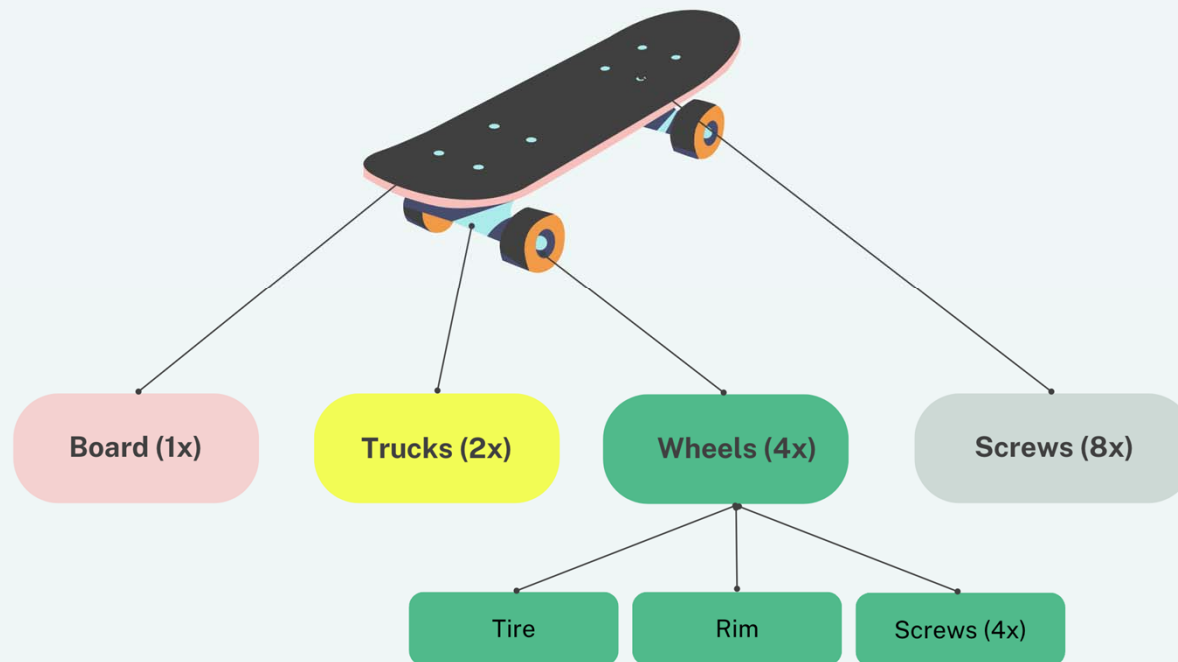 Board (1x)
Trucks (2x)
Wheels (4x)
Screws (8x)
Tire
Rim
Screws (4x)